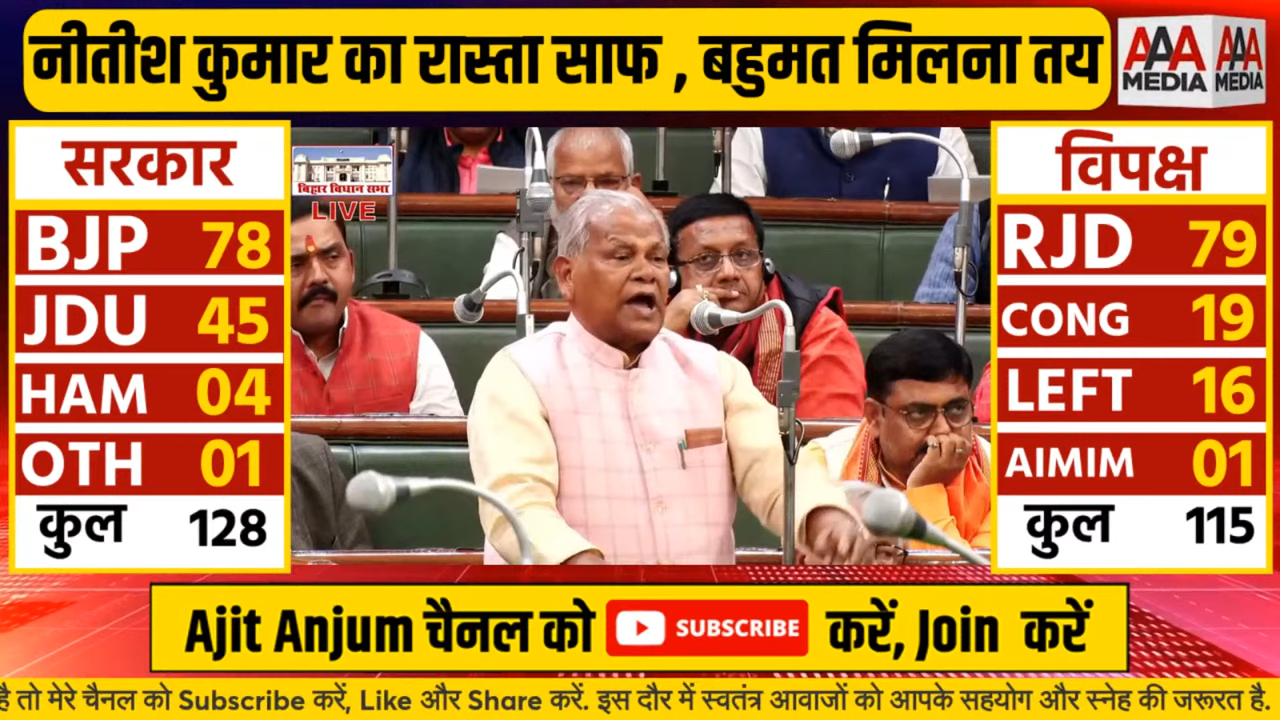 नीतीश कुमार का रास्ता साफ , बहुमत मिलना तय
AAA MEDIA
AAA MEDIA
सरकार
BJP 78
JDU 45
HAM 04
OTH 01
कुल 128
बिहार विधान सभा
LIVE
विपक्ष
RJD 79
CONG 19
LEFT 16
AIMIM 01
कुल 115
Ajit Anjum चैनल को SUBSCRIBE करें, Join करें
है तो मेरे चैनल को Subscribe करें, Like और Share करें. इस दौर में स्वतंत्र आवाजों को आपके सहयोग और स्नेह की जरूरत है.